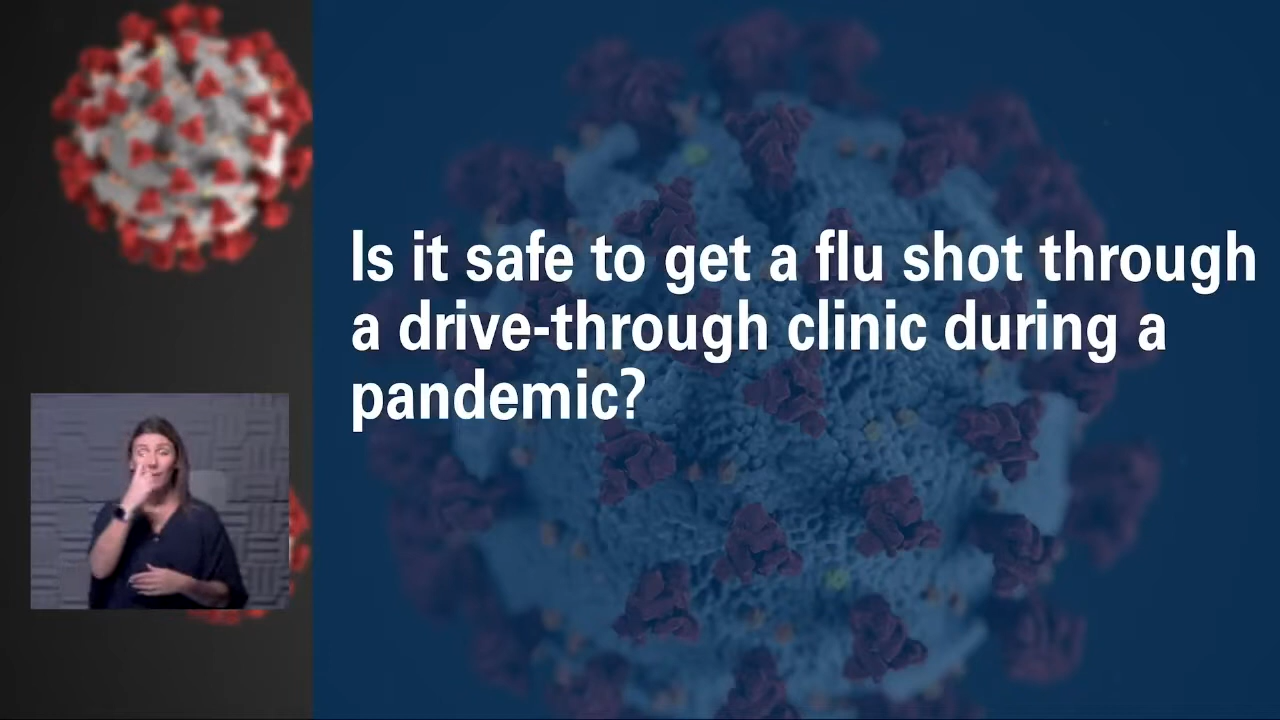 Is it safe to get a flu shot through
a drive-through clinic during a
pandemic?